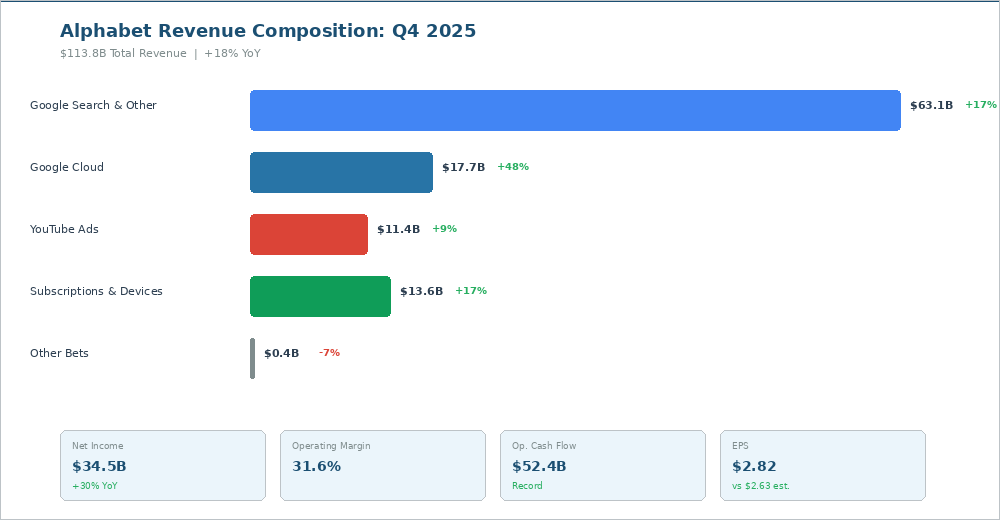 Alphabet Revenue Composition: Q4 2025
$113.8B Total Revenue | +18% YoY
Google Search & Other $63.1B +17%
Google Cloud $17.7B +48%
YouTube Ads $11.4B +9%
Subscriptions & Devices $13.6B +17%
Other Bets $0.4B -7%
Net Income
$34.5B
+30% YoY
Operating Margin
31.6%
Op. Cash Flow
$52.4B
Record
EPS
$2.82
vs $2.63 est.